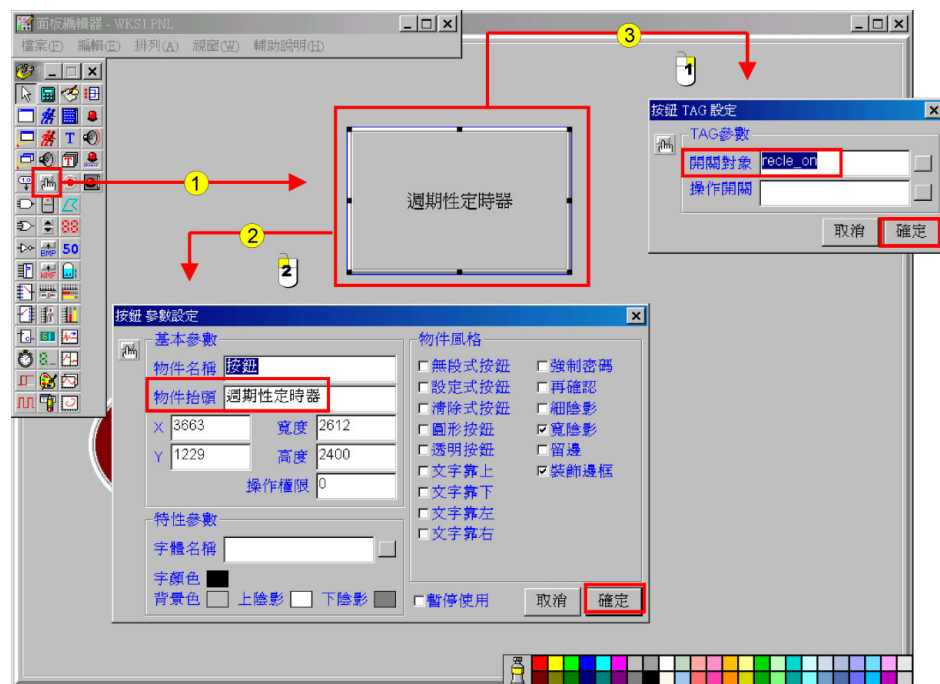 面板編輯器 - WKS1.PNL
檔案(F) 編輯(E) 排列(A) 視窗(W) 輔助說明(H)
3
1
按鈕 TAG 設定
TAG參數
開關對象 recle_on
操作開關
取消 確定
T
T
1
週期性定時器
2
88
BMP 50
2
WMF
按鈕 參數設定
基本參數
物件名稱 按鈕
物件抬頭 週期性定時器
X 3663 寬度 2612
Y 1229 高度 2400
操作權限 0
特性參數
字體名稱
字顏色
背景色 上陰影 下陰影
物件風格
無段式按鈕 強制密碼
設定式按鈕 再確認
清除式按鈕 細陰影
圓形按鈕 寬陰影
透明按鈕 留邊
文字靠上 裝飾邊框
文字靠下
文字靠左
文字靠右
暫停使用 取消 確定